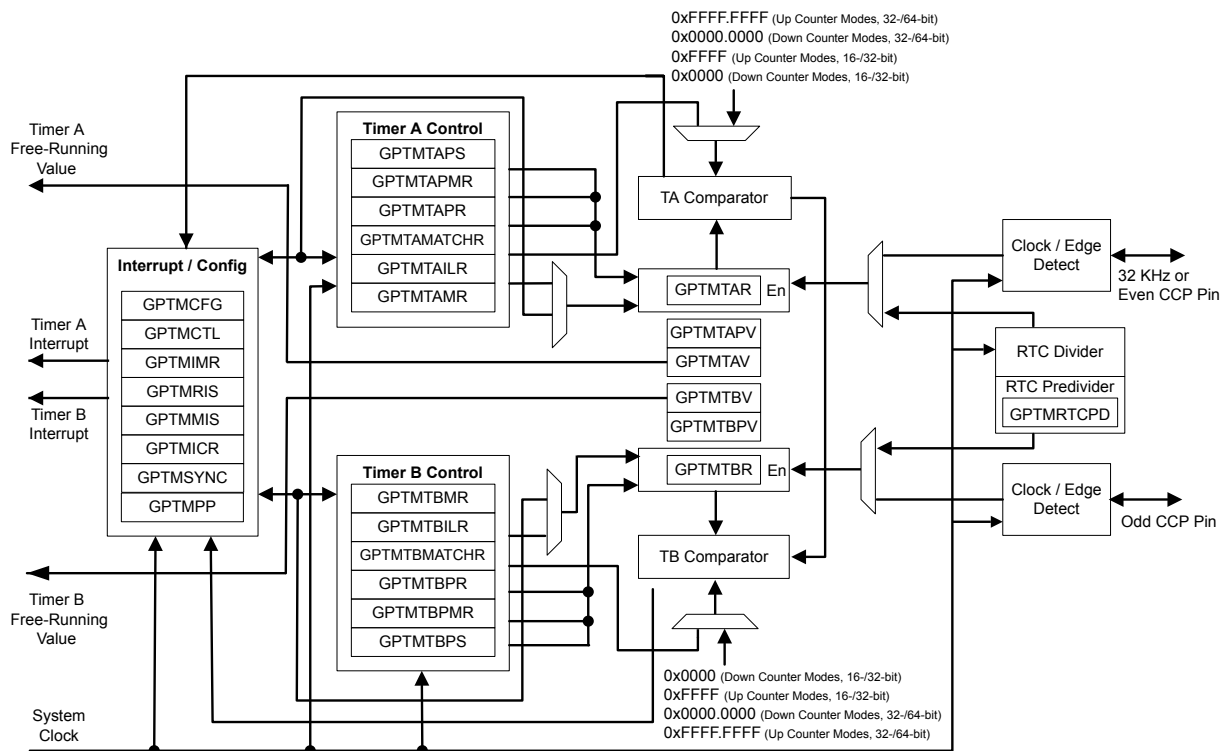 0xFFFF.FFFF (Up Counter Modes, 32-/64-bit)
0x0000.0000 (Down Counter Modes, 32-/64-bit)
0xFFFF (Up Counter Modes, 16-/32-bit)
0x0000 (Down Counter Modes, 16-/32-bit)
Timer A
Free-Running
Value
Timer A Control
GPTMTAPS
GPTMTAPMR
GPTMTAPR
GPTMTAMATCHR
GPTMTAILR
GPTMTAMR
TA Comparator
GPTMTAR
En
Clock / Edge
Detect
32 KHz or
Even CCP Pin
Interrupt / Config
GPTMCFG
GPTMCTL
GPTMIMR
GPTMRIS
GPTMMIS
GPTMICR
GPTMSYNC
GPTMPP
Timer A
Interrupt
Timer B
Interrupt
GPTMTAPV
GPTMTAV
GPTMTBV
GPTMTBPV
RTC Divider
RTC Predivider
GPTMRTCPD
Timer B Control
GPTMTBMR
GPTMTBILR
GPTMTBMATCHR
GPTMTBPR
GPTMTBPMR
GPTMTBPS
GPTMTBR
En
TB Comparator
Clock / Edge
Detect
Odd CCP Pin
Timer B
Free-Running
Value
0x0000 (Down Counter Modes, 16-/32-bit)
0xFFFF (Up Counter Modes, 16-/32-bit)
0x0000.0000 (Down Counter Modes, 32-/64-bit)
0xFFFF.FFFF (Up Counter Modes, 32-/64-bit)
System
Clock